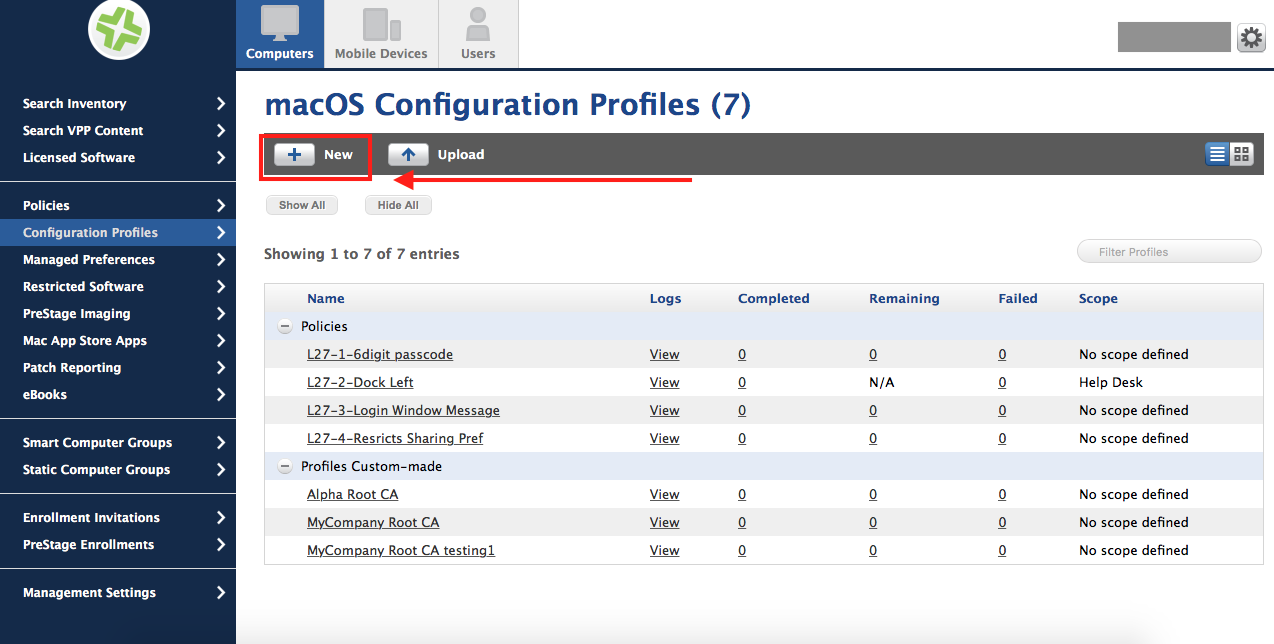 Computers
Mobile Devices
Users
Search Inventory
Search VPP Content
Licensed Software
Policies
Configuration Profiles
Managed Preferences
Restricted Software
PreStage Imaging
Mac App Store Apps
Patch Reporting
eBooks
Smart Computer Groups
Static Computer Groups
Enrollment Invitations
PreStage Enrollments
Management Settings
macOS Configuration Profiles (7)
New Upload
Show All Hide All
Showing 1 to 7 of 7 entries Filter Profiles
Name Logs Completed Remaining Failed Scope
Policies
L27-1-6digit passcode View 0 0 0 No scope defined
L27-2-Dock Left View 0 N/A 0 Help Desk
L27-3-Login Window Message View 0 0 0 No scope defined
L27-4-Resricts Sharing Pref View 0 0 0 No scope defined
Profiles Custom-made
Alpha Root CA View 0 0 0 No scope defined
MyCompany Root CA View 0 0 0 No scope defined
MyCompany Root CA testing1 View 0 0 0 No scope defined